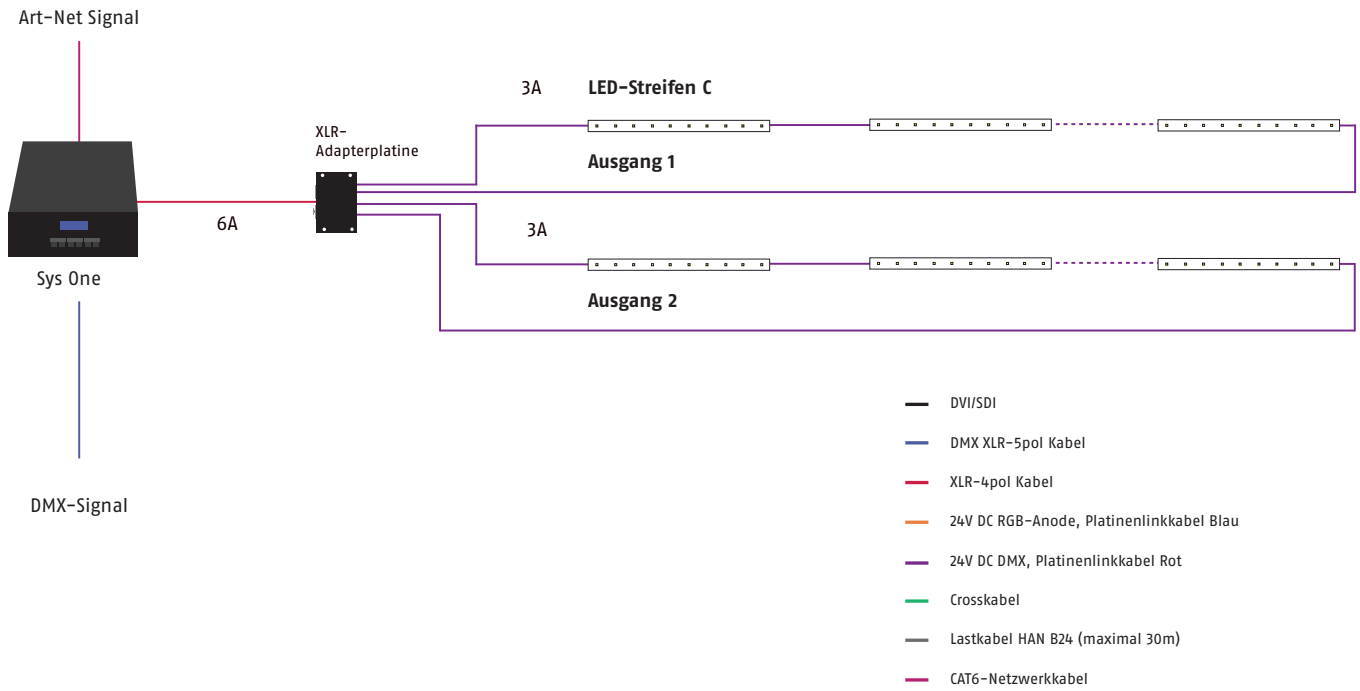 Art-Net Signal
3A
LED-Streifen C
XLR-
Adapterplatine
Ausgang 1
6A
3A
Sys One
Ausgang 2
DMX-Signal
DVI/SDI
DMX XLR-5pol Kabel
XLR-4pol Kabel
24V DC RGB-Anode, Platinenlinkkabel Blau
24V DC DMX, Platinenlinkkabel Rot
Crosskabel
Lastkabel HAN B24 (maximal 30m)
CAT6-Netzwerkkabel